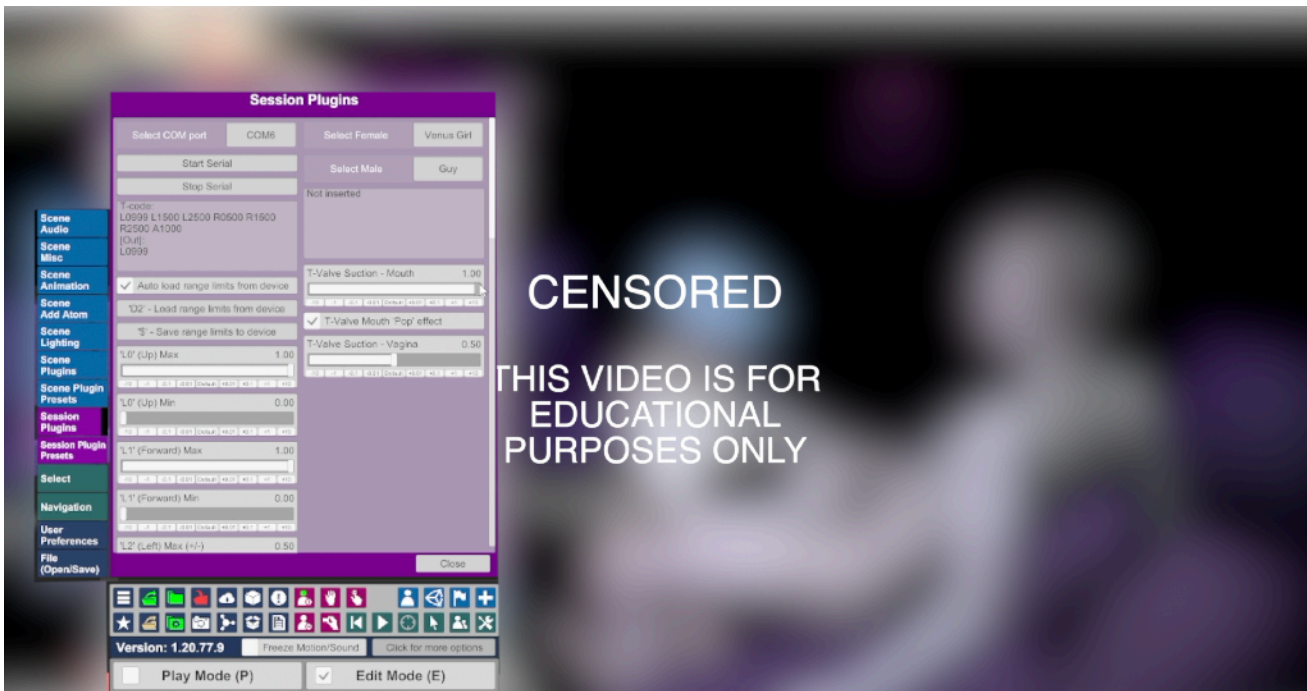 Session Plugins
Select COM port
COM6
Select Female
Venus Girl
Start Serial
Select Male
Guy
Stop Serial
Not inserted
T-code:
L0999 L1500 L2500 R0500 R1500
R2500 A1000
[Out]:
L0999
Auto load range limits from device
'D2' - Load range limits from device
'S' - Save range limits to device
T-Valve Suction - Mouth 1.00
T-Valve Mouth 'Pop' effect
T-Valve Suction - Vagina 0.50
'L0' (Up) Max 1.00
'L0' (Up) Min 0.00
'L1' (Forward) Max 1.00
'L1' (Forward) Min 0.00
'L2' (Left) Max (+/-) 0.50
Close
Scene
Audio
Scene
Misc
Scene
Animation
Scene
Add Atom
Scene
Lighting
Scene
Plugins
Scene Plugin
Presets
Session
Plugins
Session Plugin
Presets
Select
Navigation
User
Preferences
File
(Open/Save)
Version: 1.20.77.9
Freeze Motion/Sound
Click for more options
Play Mode (P)
Edit Mode (E)
CENSORED
THIS VIDEO IS FOR
EDUCATIONAL
PURPOSES ONLY